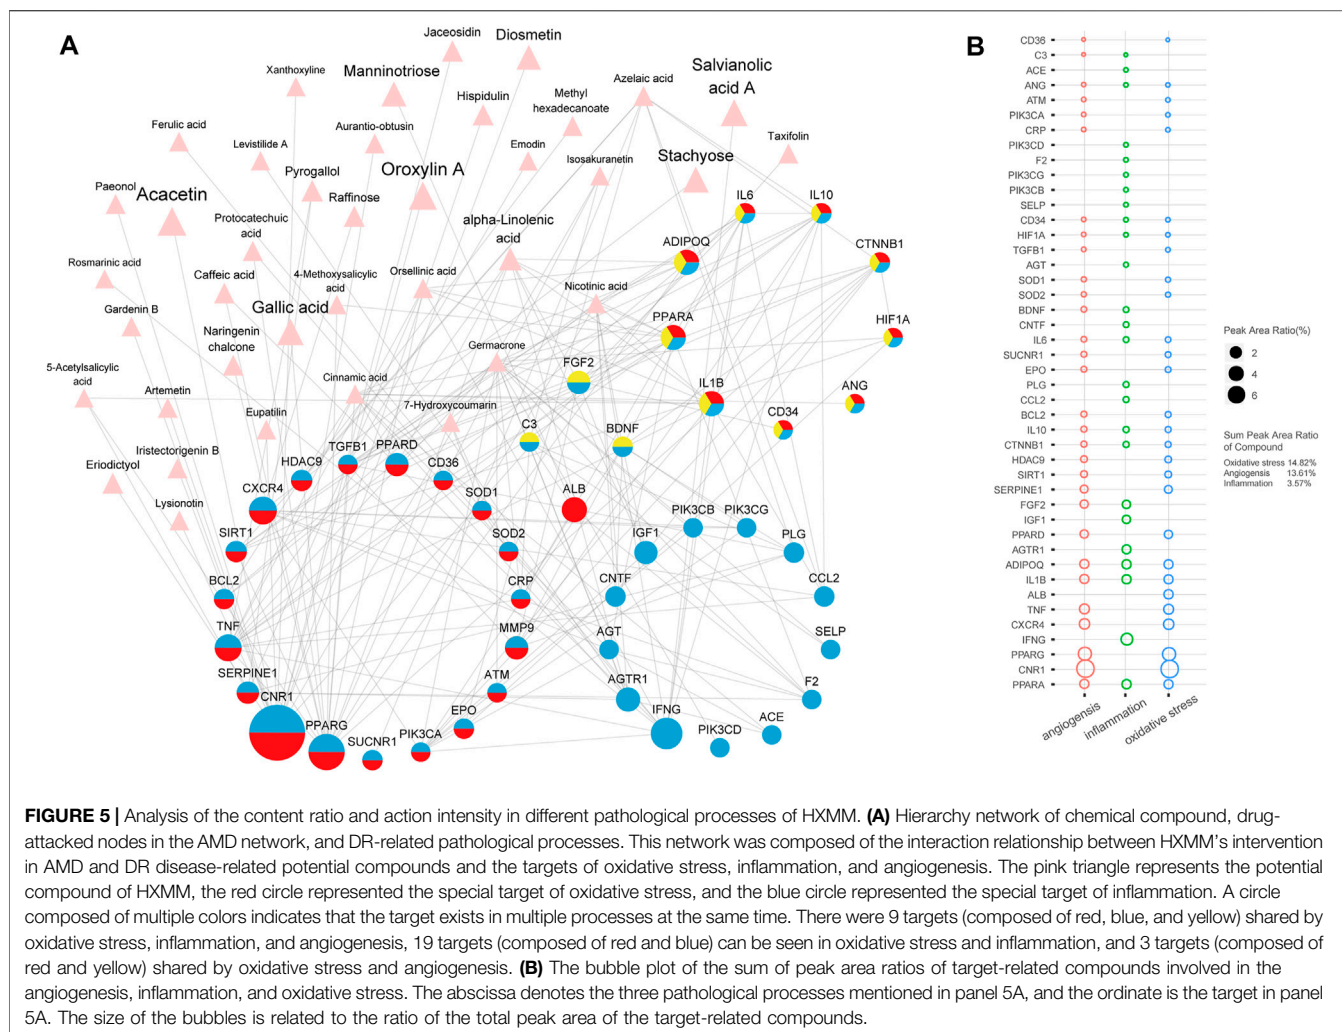 A
Jaceosidin
Diosmetin
Xanthoxyline
Manninotriose
Azelaic acid
Salvianolic
acid A
Hispidulin
Methyl
hexadecanoate
Ferulic acid
Aurantio-obtusin
Levistilide A
Emodin
Taxifolin
Pyrogallol
Oroxylin A
Isosakuranetin
Stachyose
Paeonol
Acacetin
Raffinose
IL6
IL10
Protocatechuic
acid
alpha-Linolenic
acid
ADIPOQ
CTNNB1
Rosmarinic acid
Caffeic acid
4-Methoxysalicylic
acid
Orsellinic acid
Nicotinic acid
Gardenin B
Gallic acid
PPARA
HIF1A
Naringenin
chalcone
Germacrone
FGF2
5-Acetylsalicylic
acid
Cinnamic acid
IL1B
ANG
Artemetin
7-Hydroxycoumarin
CD34
Eupatilin
C3
BDNF
Iristectorigenin B
TGFB1
PPARD
HDAC9
CD36
Eriodictyol
CXCR4
SOD1
ALB
Lysionotin
PIK3CB
PIK3CG
SIRT1
SOD2
IGF1
PLG
BCL2
CRP
CNTF
CCL2
TNF
MMP9
AGT
SELP
SERPINE1
ATM
AGTR1
F2
CNR1
EPO
IFNG
ACE
PPARG
SUCNR1
PIK3CA
PIK3CD
B
CD36
C3
ACE
ANG
ATM
PIK3CA
CRP
PIK3CD
F2
PIK3CG
PIK3CB
SELP
CD34
HIF1A
TGFB1
AGT
SOD1
SOD2
BDNF
CNTF
IL6
SUCNR1
EPO
PLG
CCL2
BCL2
IL10
CTNNB1
HDAC9
SIRT1
SERPINE1
FGF2
IGF1
PPARD
AGTR1
ADIPOQ
IL1B
ALB
TNF
CXCR4
IFNG
PPARG
CNR1
PPARA
angiogensis
inflammation
oxidative stress
Peak Area Ratio(%)
2
4
6
Sum Peak Area Ratio
of Compound
Oxidative stress 14.82%
Angiogensis 13.61%
Inflammation 3.57%
FIGURE 5 | Analysis of the content ratio and action intensity in different pathological processes of HXMM. (A) Hierarchy network of chemical compound, drug-
attacked nodes in the AMD network, and DR-related pathological processes. This network was composed of the interaction relationship between HXMM's intervention
in AMD and DR disease-related potential compounds and the targets of oxidative stress, inflammation, and angiogenesis. The pink triangle represents the potential
compound of HXMM, the red circle represented the special target of oxidative stress, and the blue circle represented the special target of inflammation. A circle
composed of multiple colors indicates that the target exists in multiple processes at the same time. There were 9 targets (composed of red, blue, and yellow) shared by
oxidative stress, inflammation, and angiogenesis, 19 targets (composed of red and blue) can be seen in oxidative stress and inflammation, and 3 targets (composed of
red and yellow) shared by oxidative stress and angiogenesis. (B) The bubble plot of the sum of peak area ratios of target-related compounds involved in the
angiogenesis, inflammation, and oxidative stress. The abscissa denotes the three pathological processes mentioned in panel 5A, and the ordinate is the target in panel
5A. The size of the bubbles is related to the ratio of the total peak area of the target-related compounds.